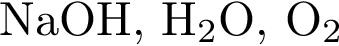 NaOH, H₂O, O₂